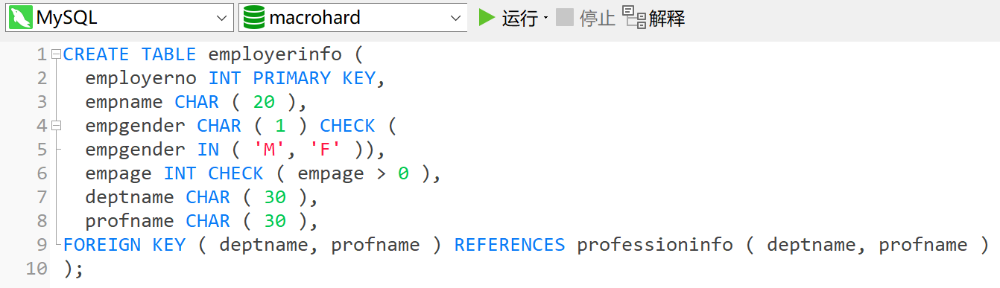 MySQL macrohard 运行 停止 解释
1 CREATE TABLE employerinfo (
2 employerno INT PRIMARY KEY,
3 empname CHAR ( 20 ),
4 empgender CHAR ( 1 ) CHECK (
5 empgender IN ( 'M', 'F' )),
6 empage INT CHECK ( empage > 0 ),
7 deptname CHAR ( 30 ),
8 profname CHAR ( 30 ),
9 FOREIGN KEY ( deptname, profname ) REFERENCES professioninfo ( deptname, profname )
10 );